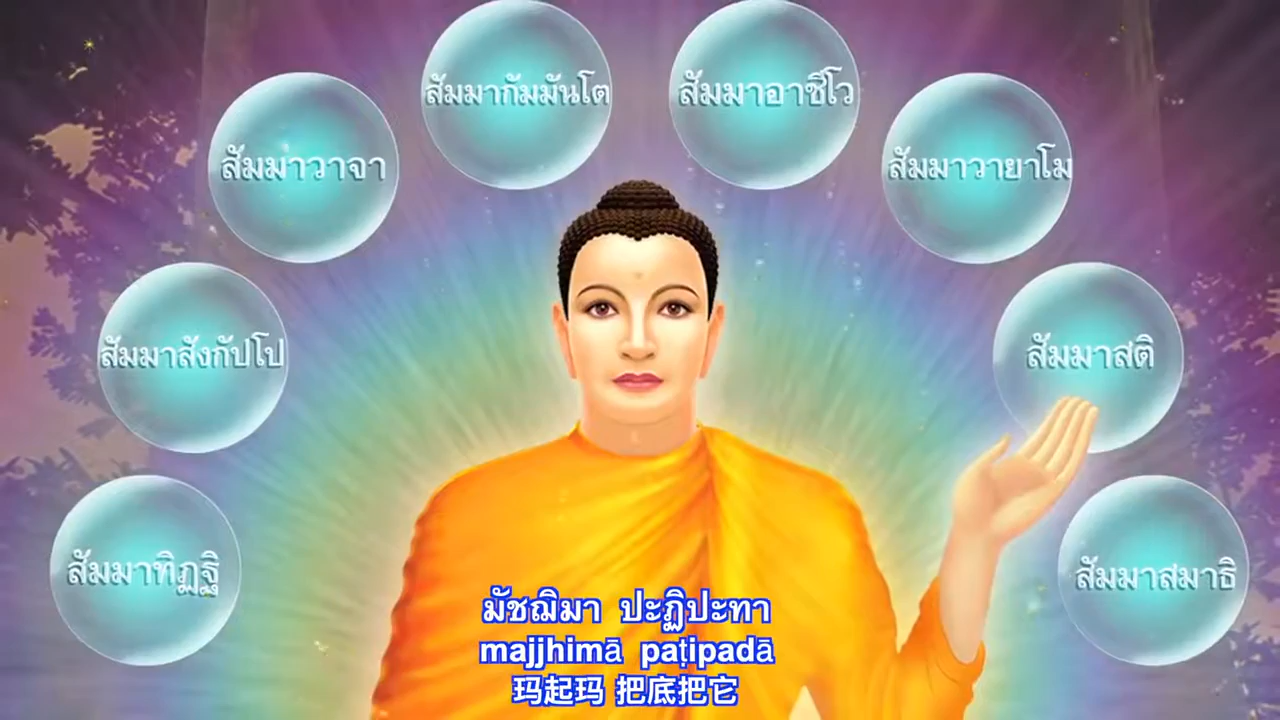 สัมมากัมมันโต
สัมมาอาชีโว
สัมมาวาจา
สัมมาวายาโม
สัมมาสังกัปโป
สัมมาสติ
สัมมาทิฏฐิ
สัมมาสมาธิ
มัชฌิมา ปะฏิปะทา
majjhimā paṭipadā
玛起玛 把底把它